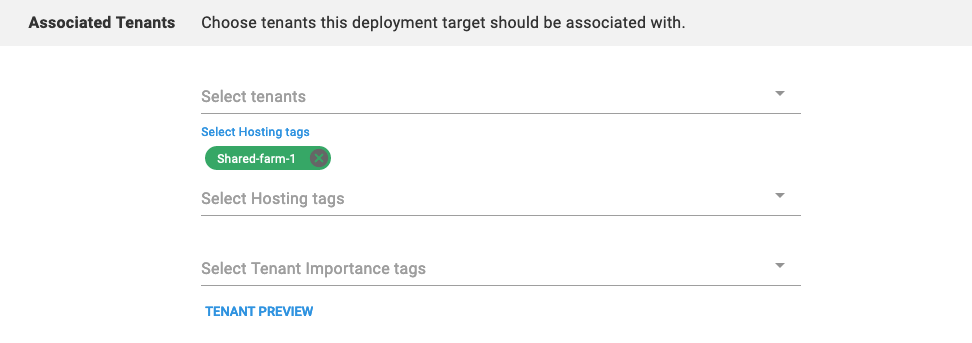 Associated Tenants Choose tenants this deployment target should be associated with.
Select tenants
Select Hosting tags
Shared-farm-1
Select Hosting tags
Select Tenant Importance tags
TENANT PREVIEW